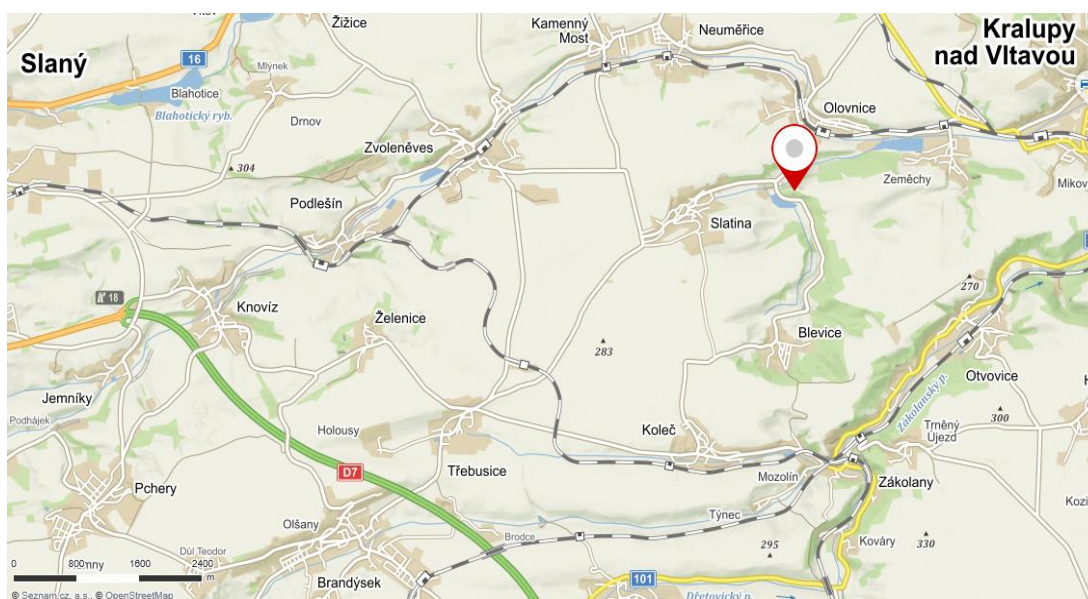 Žižice
Kamenný
Most
Neuměřice
Kralupy
nad Vltavou
Slaný
16
Mlýnek
Blahotice
Blahotický ryb.
Drnov
Olovnice
Zvoleněves
304
Zeměchy
Podlešín
Slatina
18
Knovíz
Želenice
270
283
Blevice
Jemníky
Otvovice
Zákolanský p.
Podhájek
300
Holousy
Koleč
Trněný
Újezd
D7
Třebusice
Pchery
Mozolín
Zákolany
Olšany
Týnec
Důl Teodor
Brodce
Kováry
330
295
0 800 1600 2400
m
Brandýsek
101
Dřetovický p.
© Seznam.cz, a.s., © OpenStreetMap